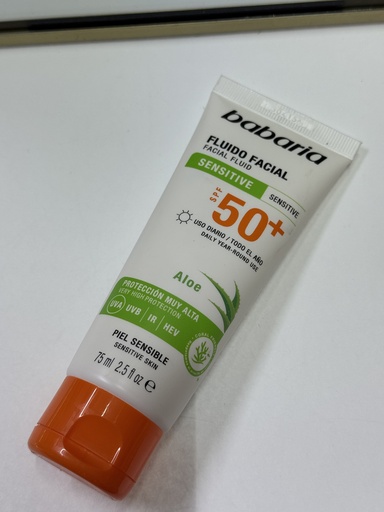 babaria
FLUIDO FACIAL
FACIAL FLUID
SENSITIVE SENSITIVE
SPF 50+
USO DIARIO / TODO EL AÑO
DAILY YEAR-ROUND USE
Aloe
PROTECCIÓN MUY ALTA
VERY HIGH PROTECTION
UVA UVB | IR | HEV
PIEL SENSIBLE
SENSITIVE SKIN
75 ml 2.5 fl oz ℮